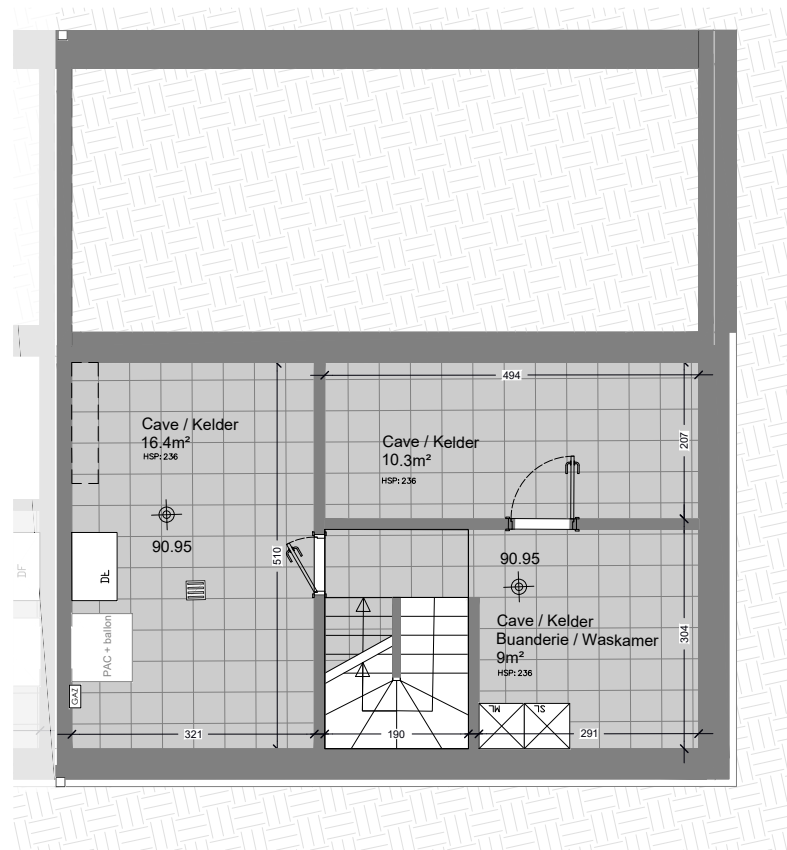 494
Cave / Kelder
16.4m²
HSP: 236
Cave / Kelder
10.3m²
HSP: 236
207
90.95
510
90.95
DF
DE
Cave / Kelder
Buanderie / Waskamer
9m²
HSP: 236
304
PAC + ballon
GAZ
ML
SL
321
190
291